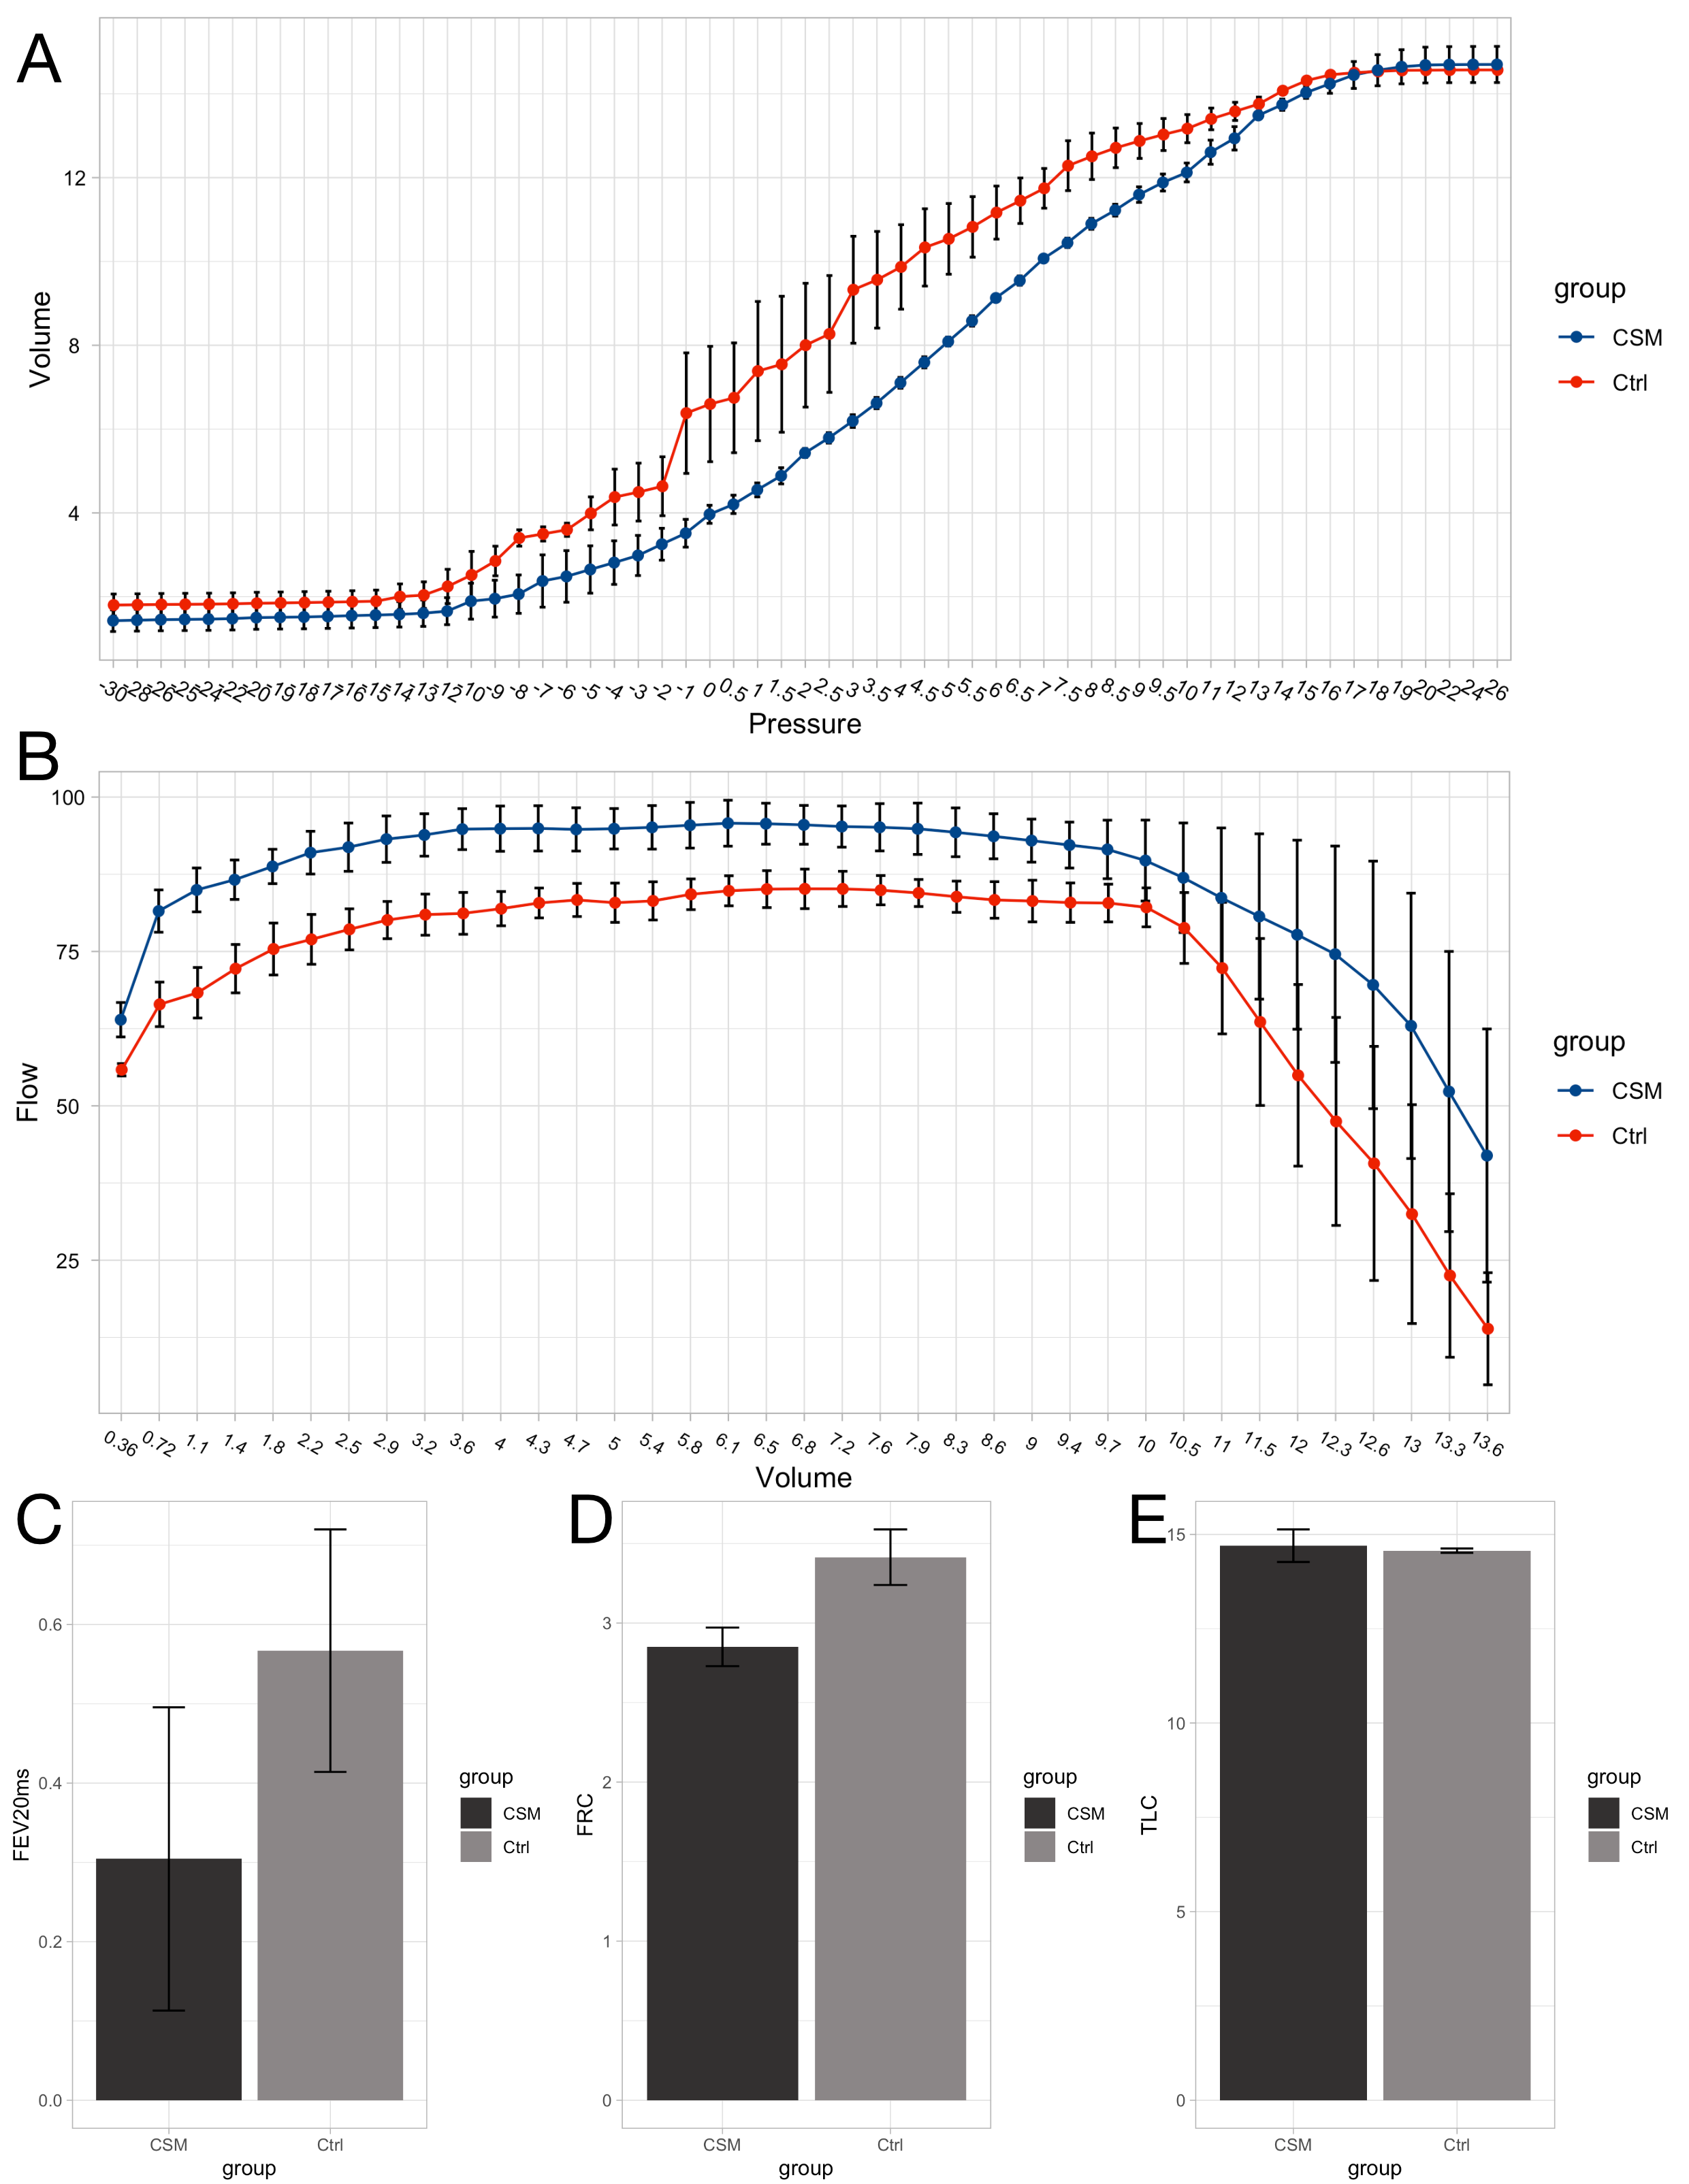 A
12
8
4
Volume
-30 -28 -26 -25 -24 -22 -20 -19 -18 -17 -16 -15 -14 -13 -12 -10 -9 -8 -7 -6 -5 -4 -3 -2 -1 0 0.5 1 1.5 2 2.5 3 3.5 4 4.5 5 5.5 6 6.5 7 7.5 8 8.5 9 9.5 10 11 12 13 14 15 16 17 18 19 20 22 24 26
Pressure
group
CSM
Ctrl
B
100
75
50
25
Flow
0.36 0.72 1.1 1.4 1.8 2.2 2.5 2.9 3.2 3.6 4 4.3 4.7 5 5.4 5.8 6.1 6.5 6.8 7.2 7.6 7.9 8.3 8.6 9 9.4 9.7 10 10.5 11 11.5 12 12.3 12.6 13 13.3 13.6
Volume
group
CSM
Ctrl
C
0.6
0.4
0.2
0.0
FEV20ms
CSM Ctrl
group
group
CSM
Ctrl
D
3
2
1
0
FRC
CSM Ctrl
group
group
CSM
Ctrl
E
15
10
5
0
TLC
CSM Ctrl
group
group
CSM
Ctrl